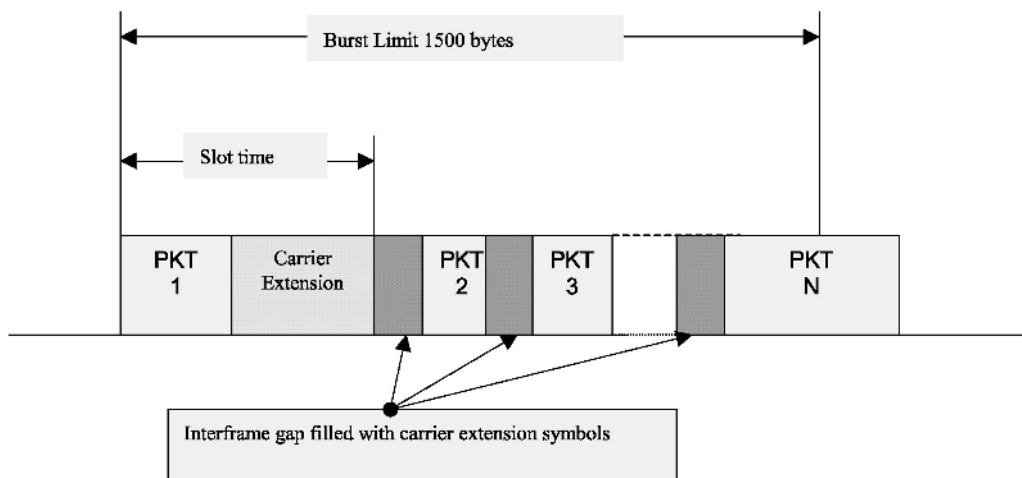 Burst Limit 1500 bytes
Slot time
PKT
1
Carrier
Extension
PKT
2
PKT
3
PKT
N
Interframe gap filled with carrier extension symbols